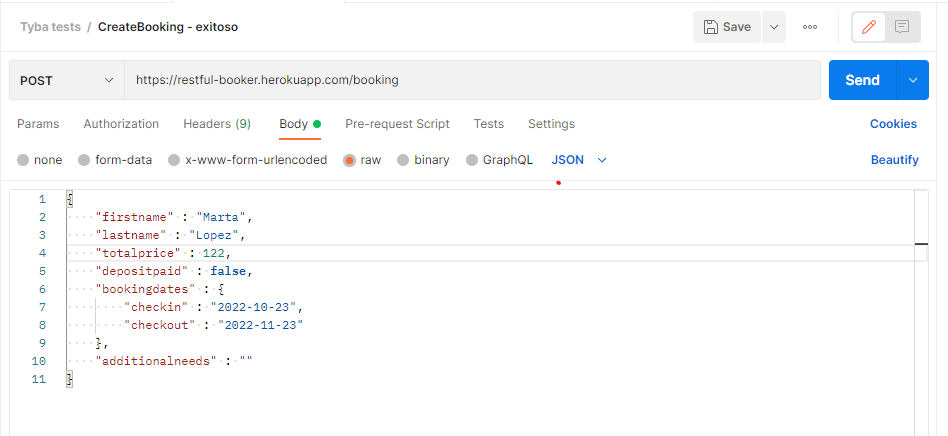 Tyba tests / CreateBooking - exitoso Save
POST https://restful-booker.herokuapp.com/booking Send
Params Authorization Headers (9) Body Pre-request Script Tests Settings Cookies
none form-data x-www-form-urlencoded raw binary GraphQL JSON Beautify
1 {
2 "firstname" : "Marta",
3 "lastname" : "Lopez",
4 "totalprice" : 122,
5 "depositpaid" : false,
6 "bookingdates" : {
7 "checkin" : "2022-10-23",
8 "checkout" : "2022-11-23"
9 },
10 "additionalneeds" : ""
11 }